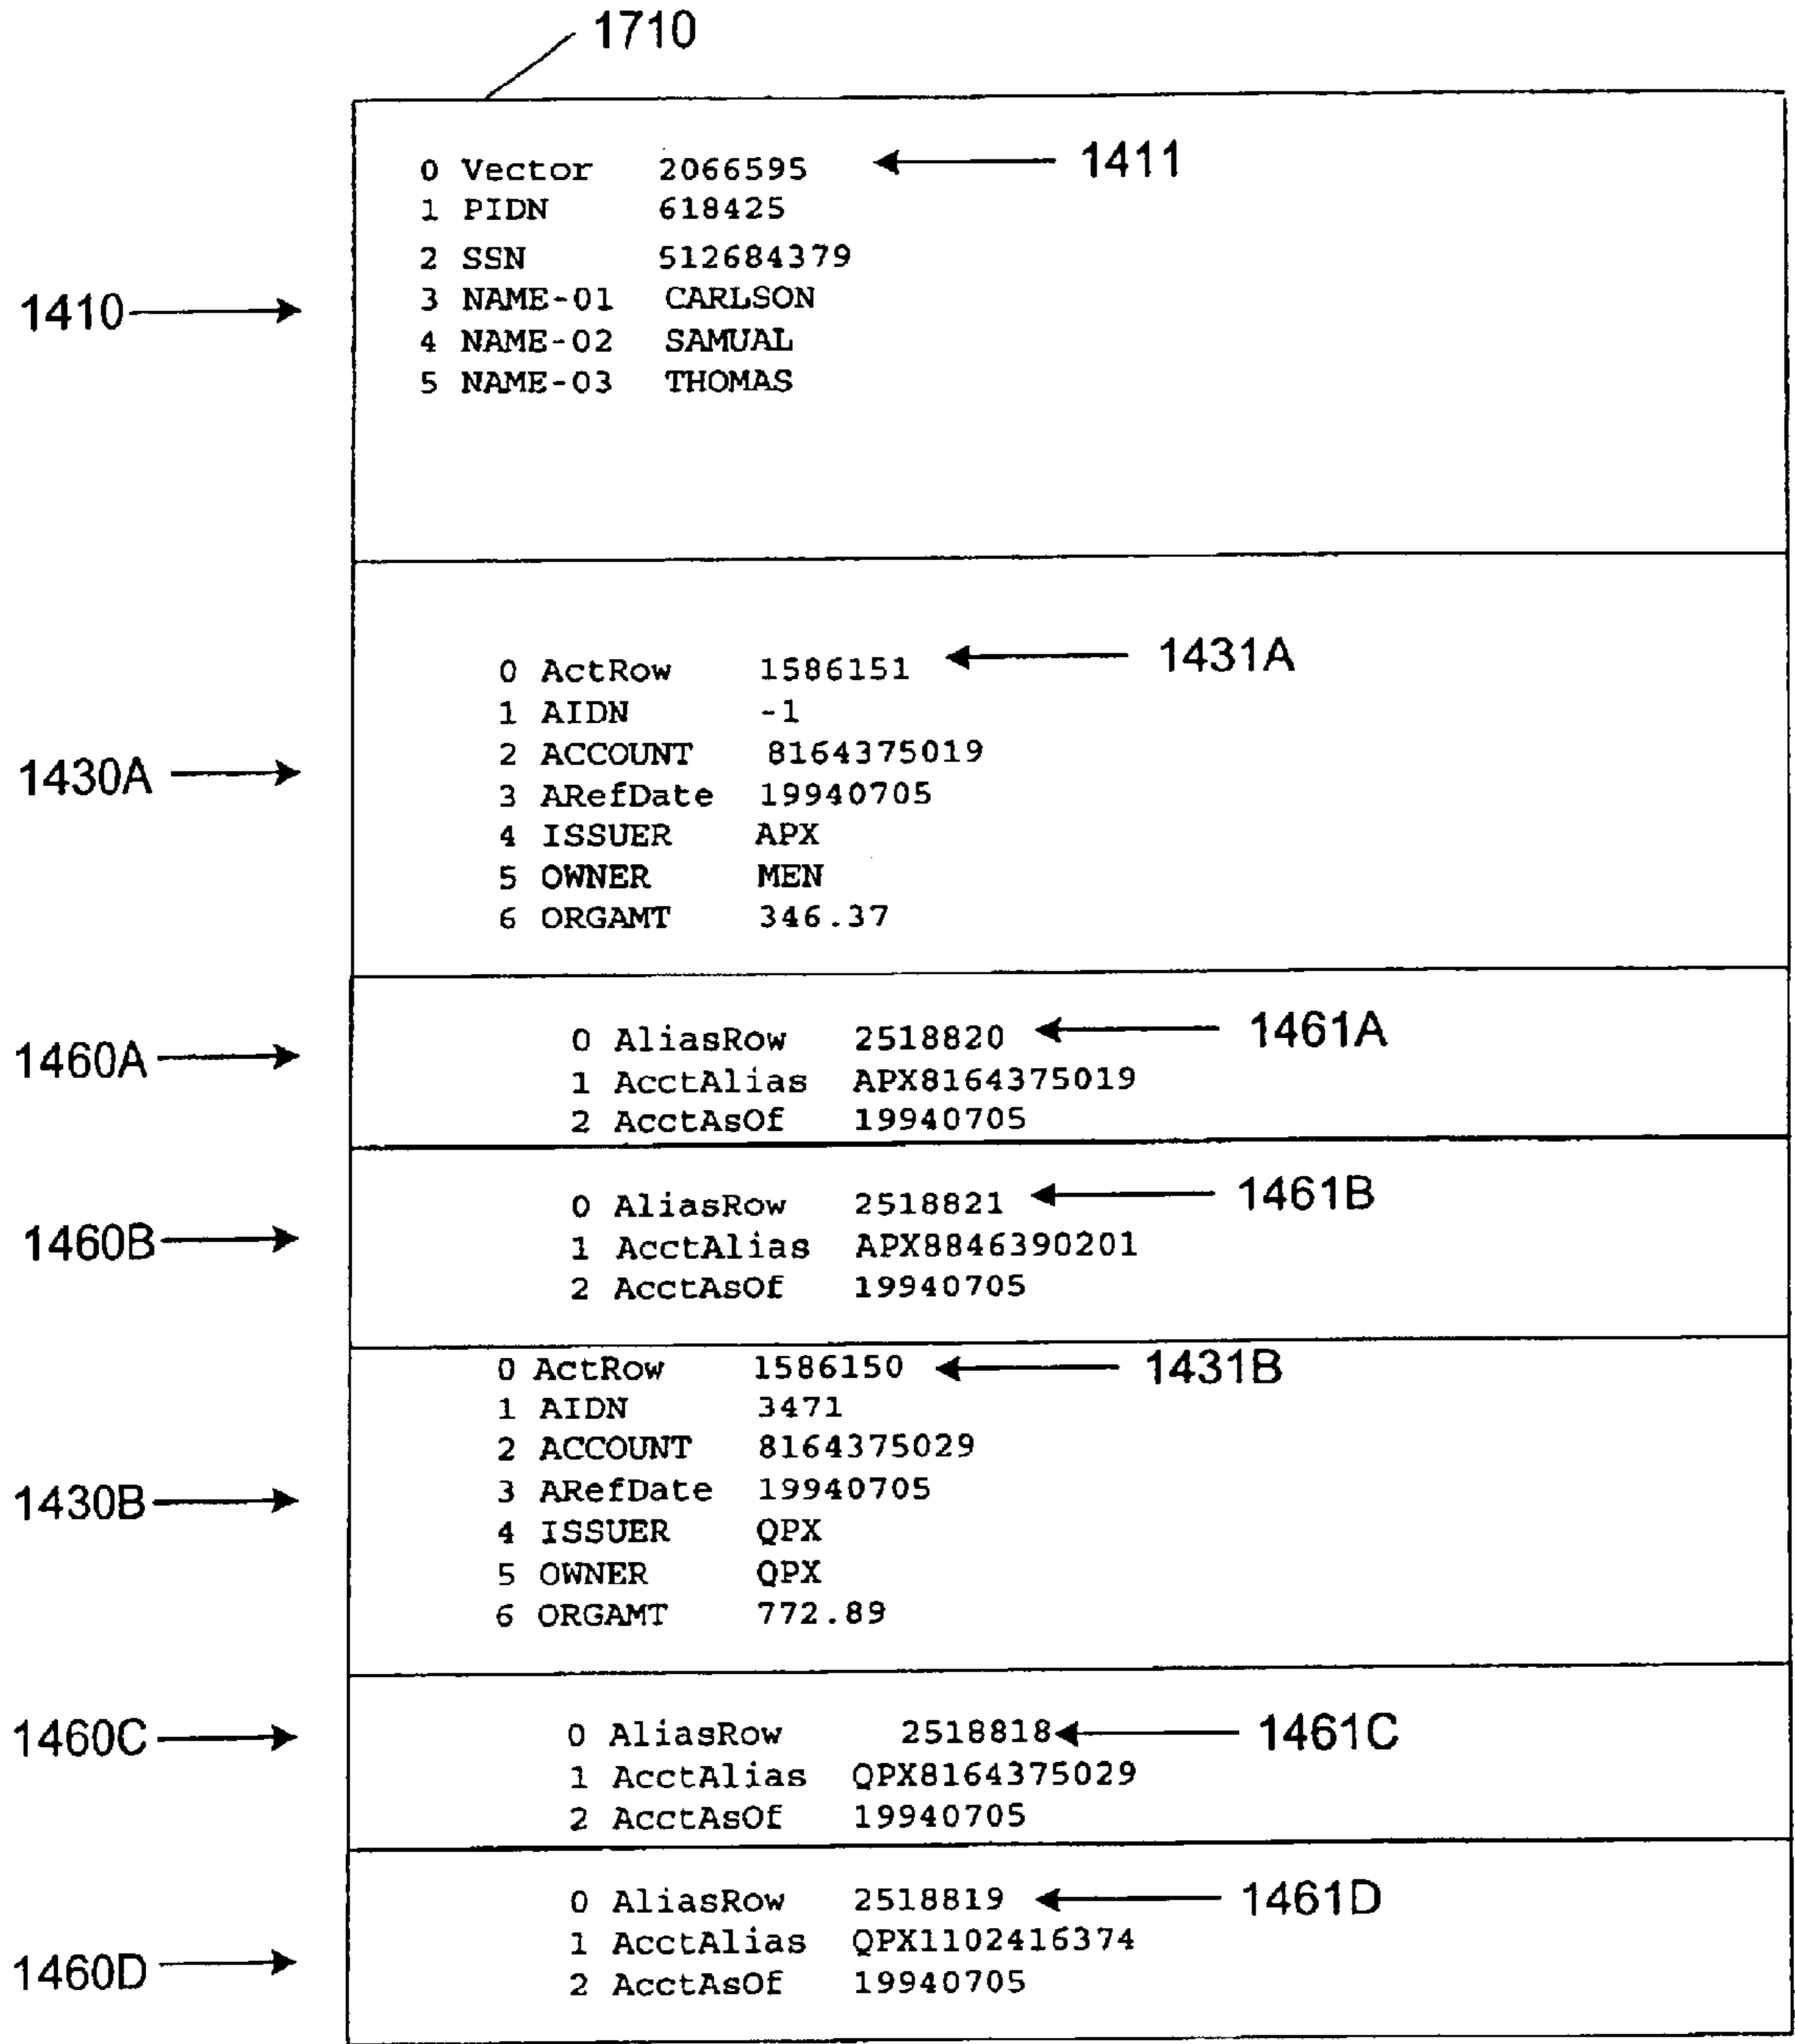 1710
0 Vector 2066595 1411
1 PIDN 618425
2 SSN 512684379
3 NAME-01 CARLSON
1410
4 NAME-02 SAMUAL
5 NAME-03 THOMAS
0 ActRow 1586151 1431A
1 AIDN -1
2 ACCOUNT 8164375019
1430A
3 ARefDate 19940705
4 ISSUER APX
5 OWNER MEN
6 ORGAMT 346.37
0 AliasRow 2518820 1461A
1460A
1 AcctAlias APX8164375019
2 AcctAsOf 19940705
0 AliasRow 2518821 1461B
1460B
1 AcctAlias APX8846390201
2 AcctAsOf 19940705
0 ActRow 1586150 1431B
1 AIDN 3471
2 ACCOUNT 8164375029
3 ARefDate 19940705
1430B
4 ISSUER QPX
5 OWNER QPX
6 ORGAMT 772.89
1460C
0 AliasRow 2518818 1461C
1 AcctAlias QPX8164375029
2 AcctAsOf 19940705
0 AliasRow 2518819 1461D
1 AcctAlias QPX1102416374
1460D
2 AcctAsOf 19940705